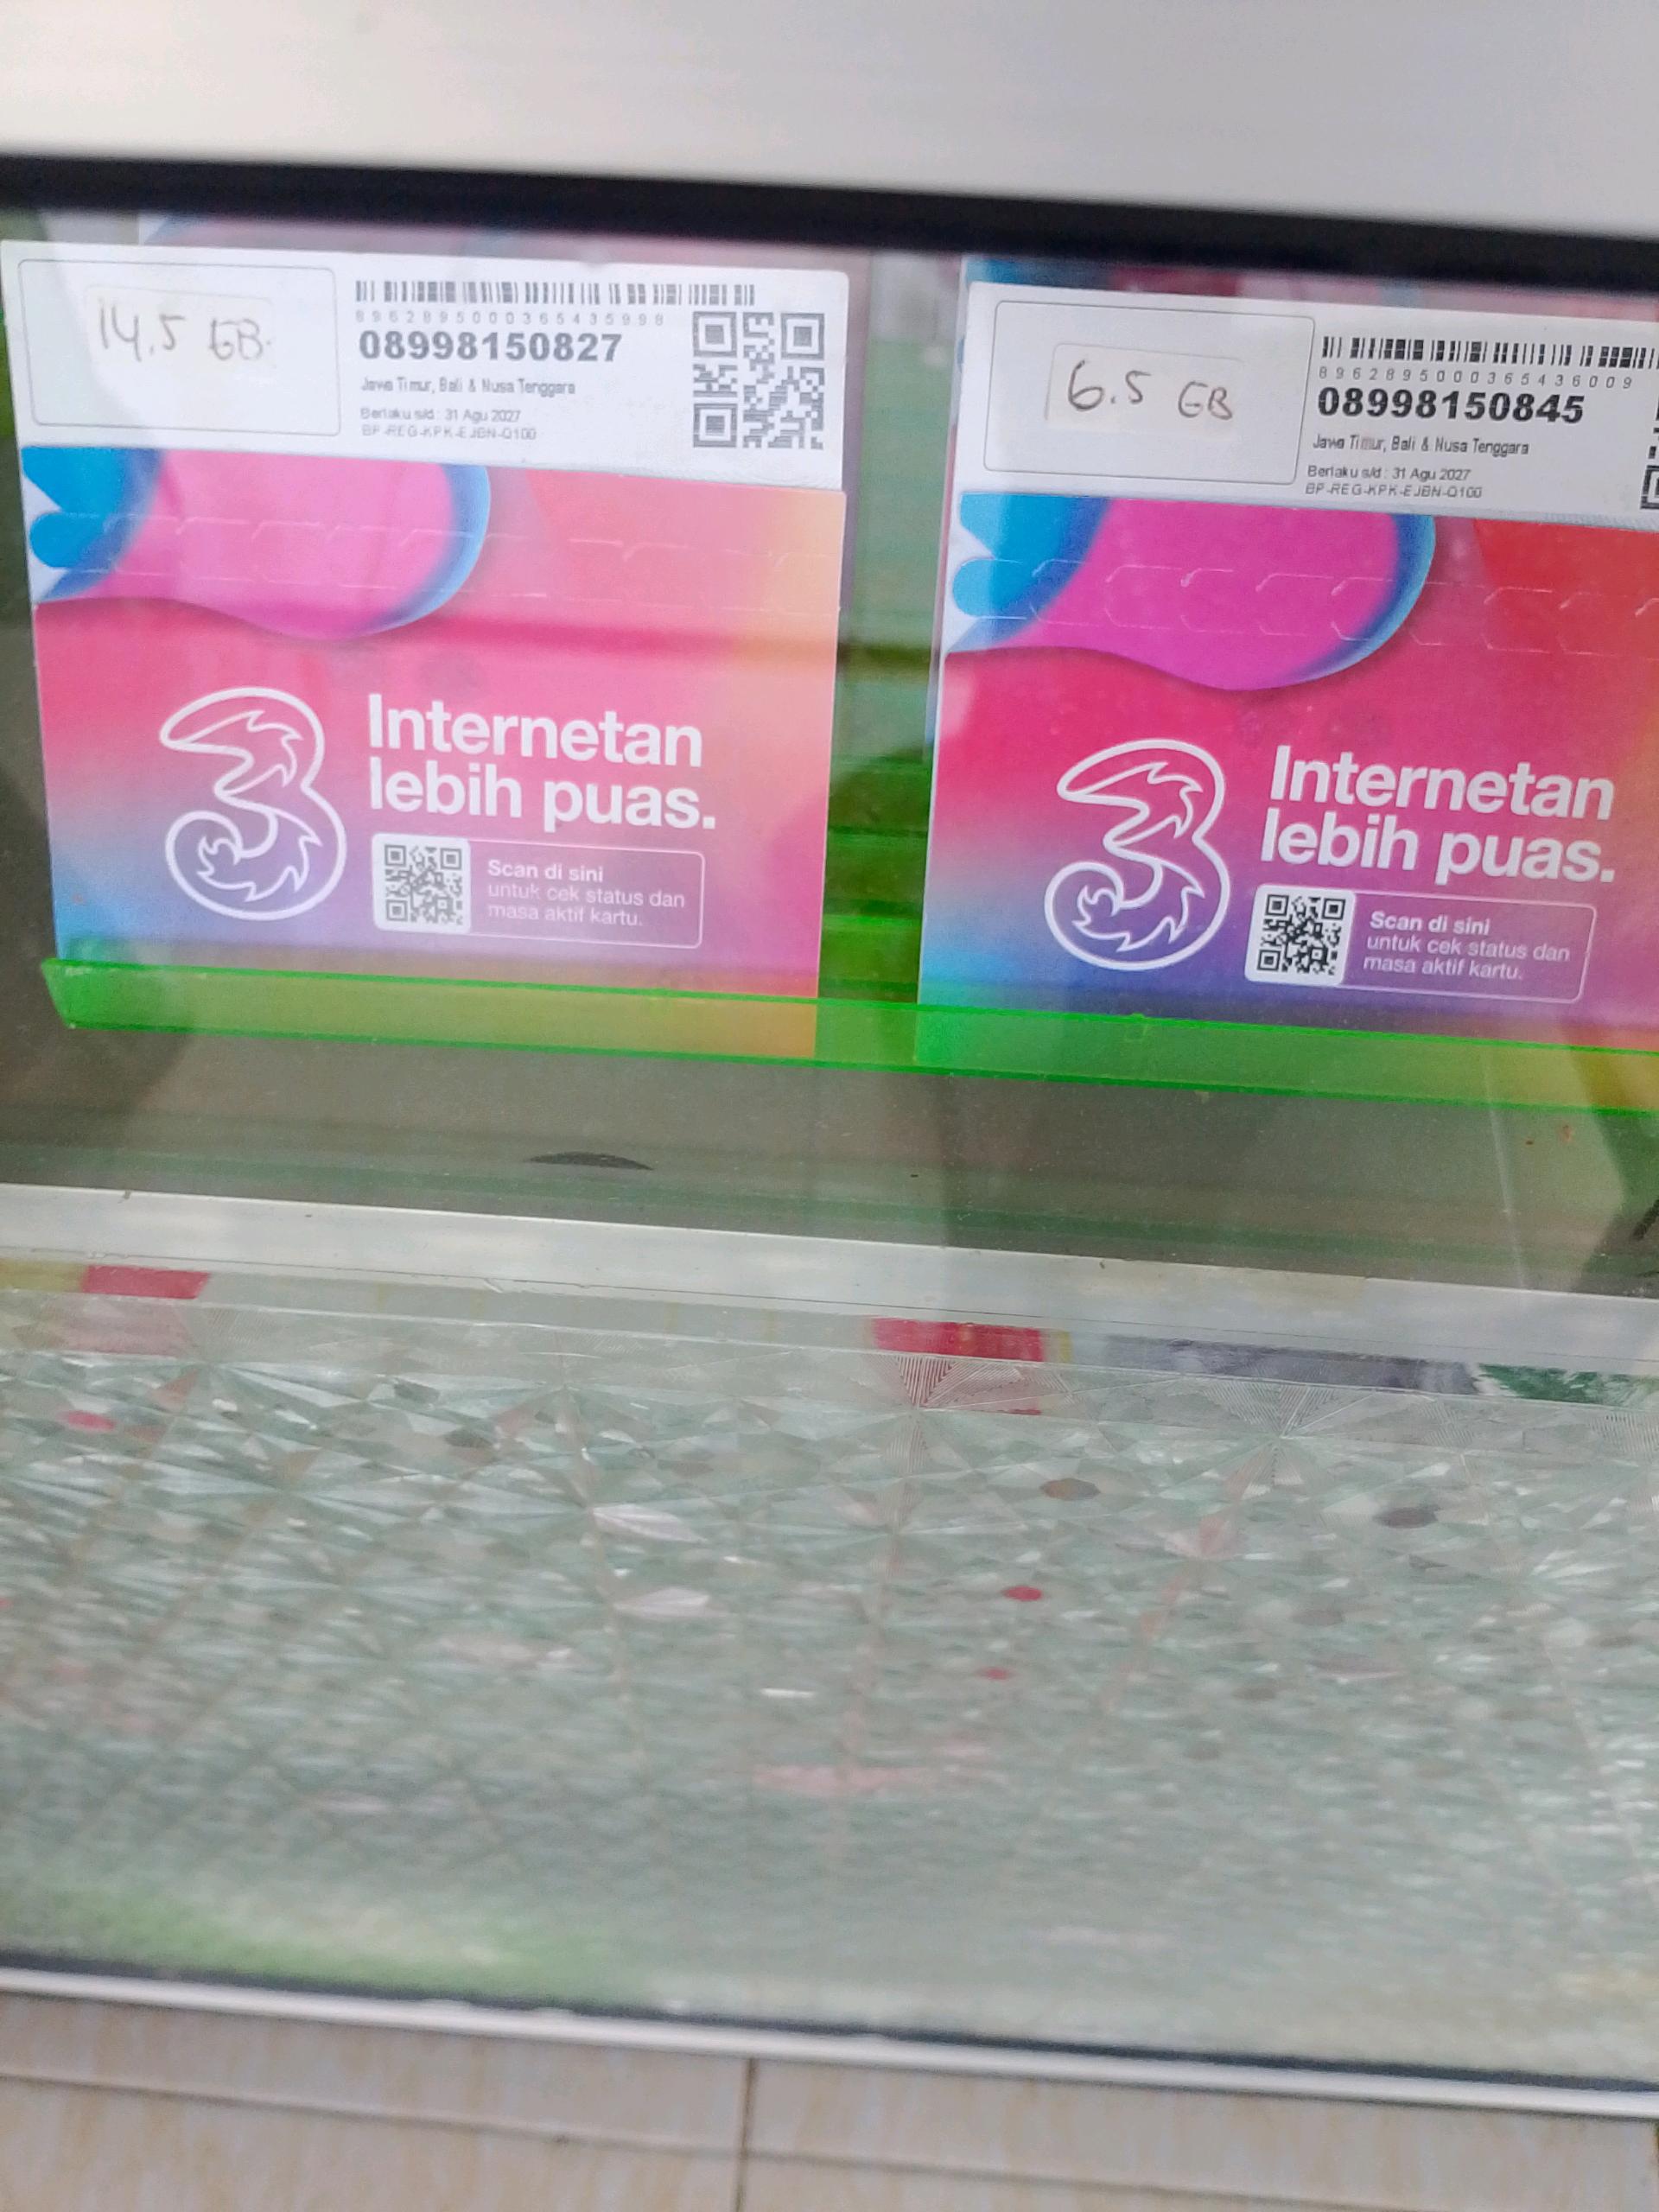 14.5 GB
8962895000365435998
08998150827
Jawa Timur, Bali & Nusa Tenggara
Berlaku s/d : 31 Agu 2027
BP-REG-KPK-EJBN-Q100
3
Internetan
lebih puas.
Scan di sini
untuk cek status dan
masa aktif kartu.
6.5 GB
8962895000365436009
08998150845
Jawa Timur, Bali & Nusa Tenggara
Berlaku s/d : 31 Agu 2027
BP-REG-KPK-EJBN-Q100
3
Internetan
lebih puas.
Scan di sini
untuk cek status dan
masa aktif kartu.